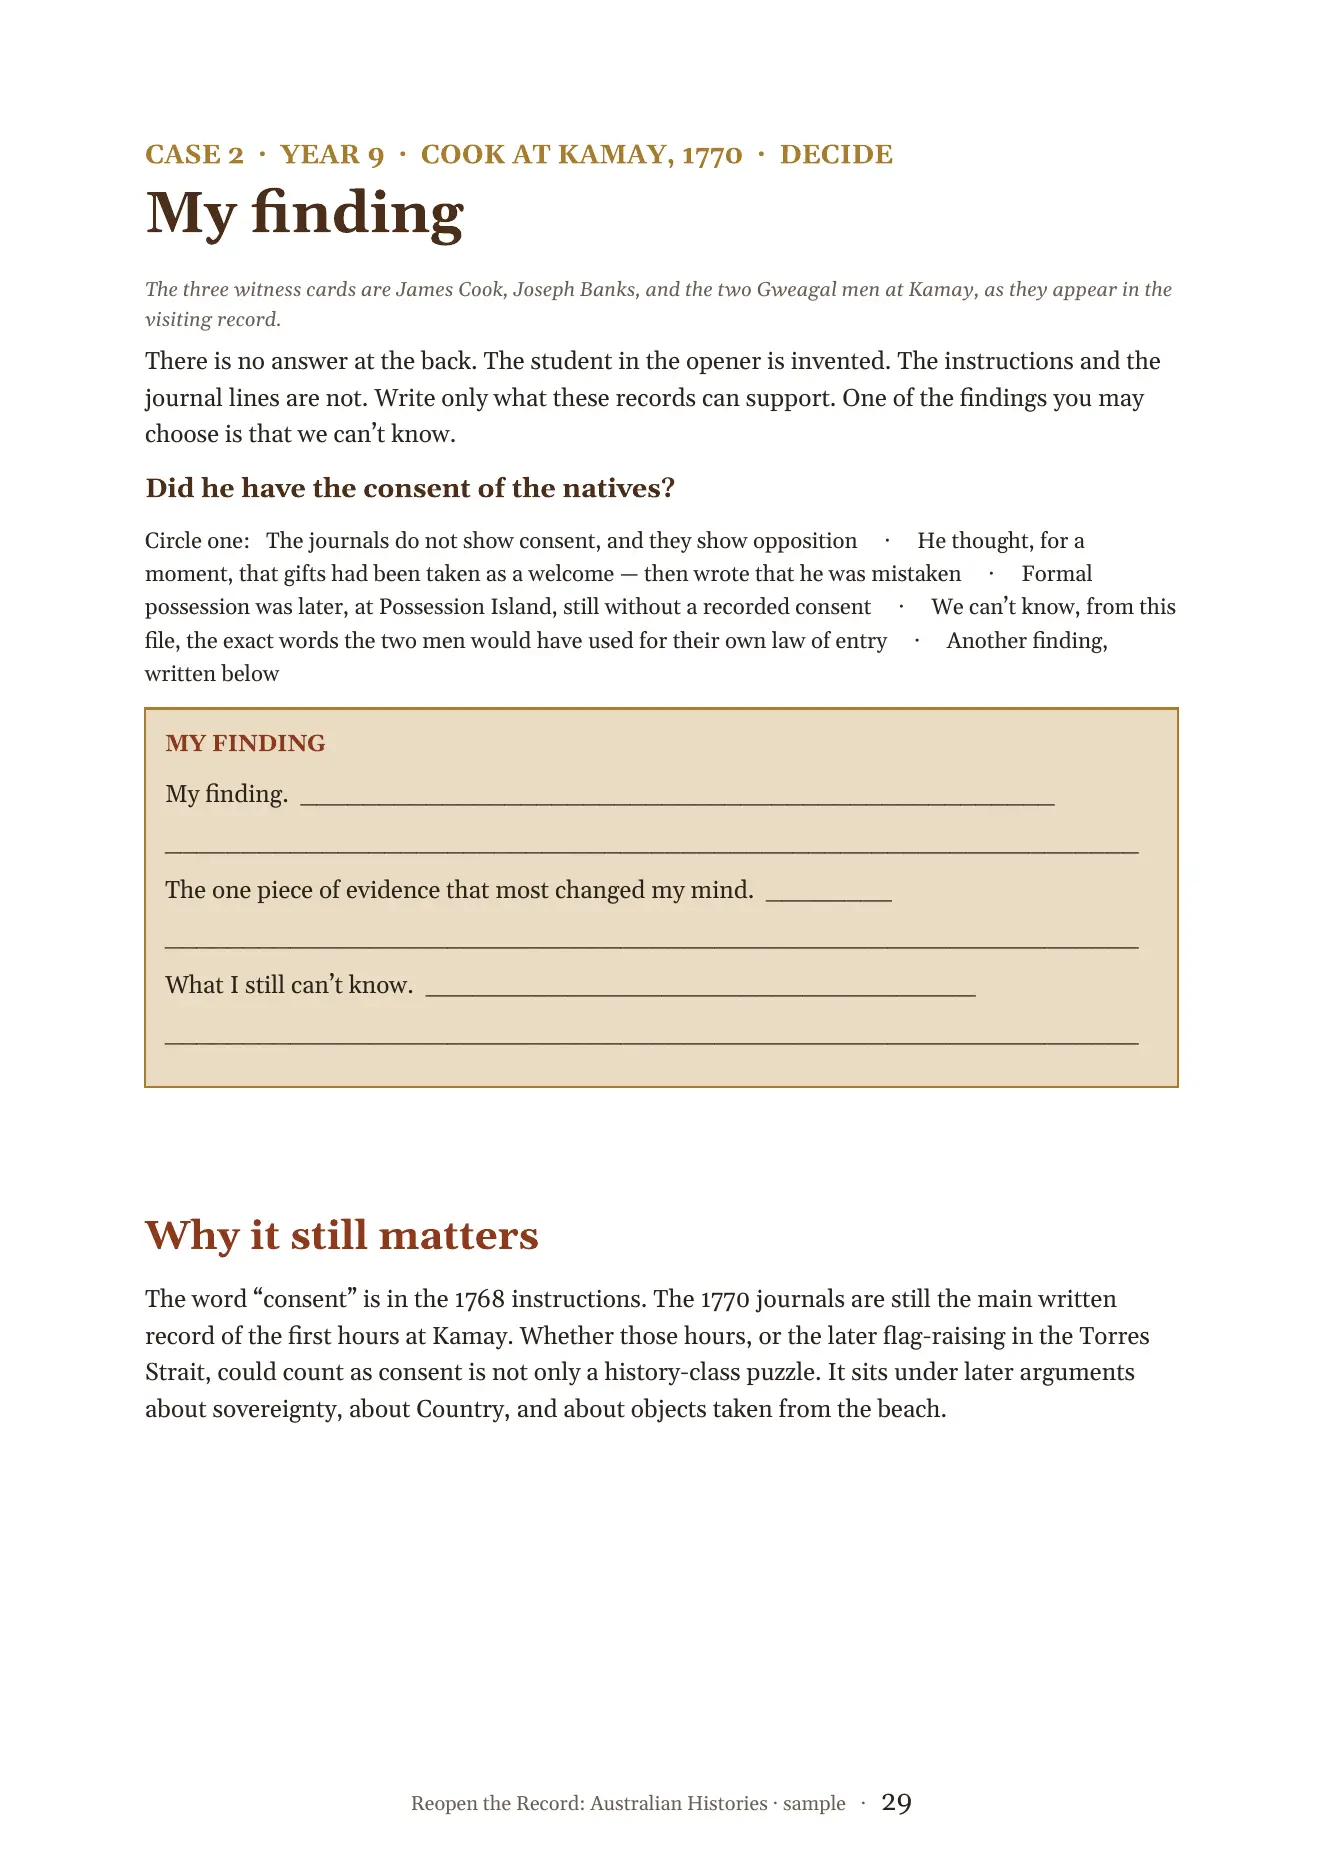 CASE 2 · YEAR 9 · COOK AT KAMAY, 1770 · DECIDE
My finding
The three witness cards are James Cook, Joseph Banks, and the two Gweagal men at Kamay, as they appear in the
visiting record.
There is no answer at the back. The student in the opener is invented. The instructions and the
journal lines are not. Write only what these records can support. One of the findings you may
choose is that we can’t know.
Did he have the consent of the natives?
Circle one: The journals do not show consent, and they show opposition · He thought, for a
moment, that gifts had been taken as a welcome — then wrote that he was mistaken · Formal
possession was later, at Possession Island, still without a recorded consent · We can’t know, from this
file, the exact words the two men would have used for their own law of entry · Another finding,
written below
MY FINDING
My finding. ____
____
The one piece of evidence that most changed my mind. ____
____
What I still can’t know. ____
____
Why it still matters
The word “consent” is in the 1768 instructions. The 1770 journals are still the main written
record of the first hours at Kamay. Whether those hours, or the later flag-raising in the Torres
Strait, could count as consent is not only a history-class puzzle. It sits under later arguments
about sovereignty, about Country, and about objects taken from the beach.
Reopen the Record: Australian Histories · sample · 29